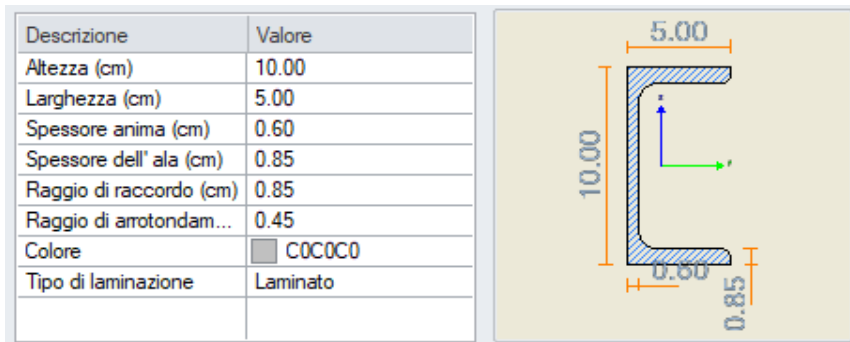 Descrizione Valore
Altezza (cm) 10.00
Larghezza (cm) 5.00
Spessore anima (cm) 0.60
Spessore dell' ala (cm) 0.85
Raggio di raccordo (cm) 0.85
Raggio di arrotondam... 0.45
Colore C0C0C0
Tipo di laminazione Laminato
5.00
10.00
0.60
0.85